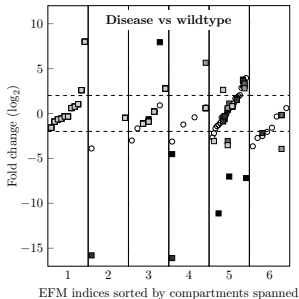 Disease vs wildtype
Fold change (log2)
10
5
0
−5
−10
−15
1 2 3 4 5 6
EFM indices sorted by compartments spanned